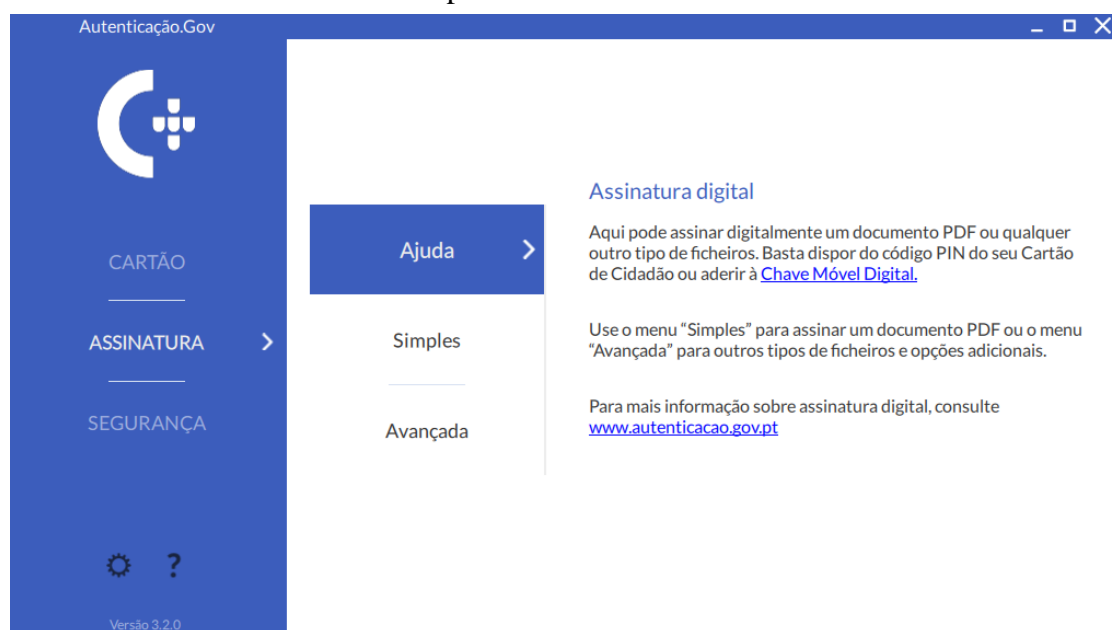 Autenticação.Gov
CARTÃO
ASSINATURA
SEGURANÇA
?
Versão 3.2.0
Ajuda
Simples
Avançada
Assinatura digital
Aqui pode assinar digitalmente um documento PDF ou qualquer
outro tipo de ficheiros. Basta dispor do código PIN do seu Cartão
de Cidadão ou aderir à Chave Móvel Digital.
Use o menu “Simples” para assinar um documento PDF ou o menu
“Avançada” para outros tipos de ficheiros e opções adicionais.
Para mais informação sobre assinatura digital, consulte
www.autenticacao.gov.pt